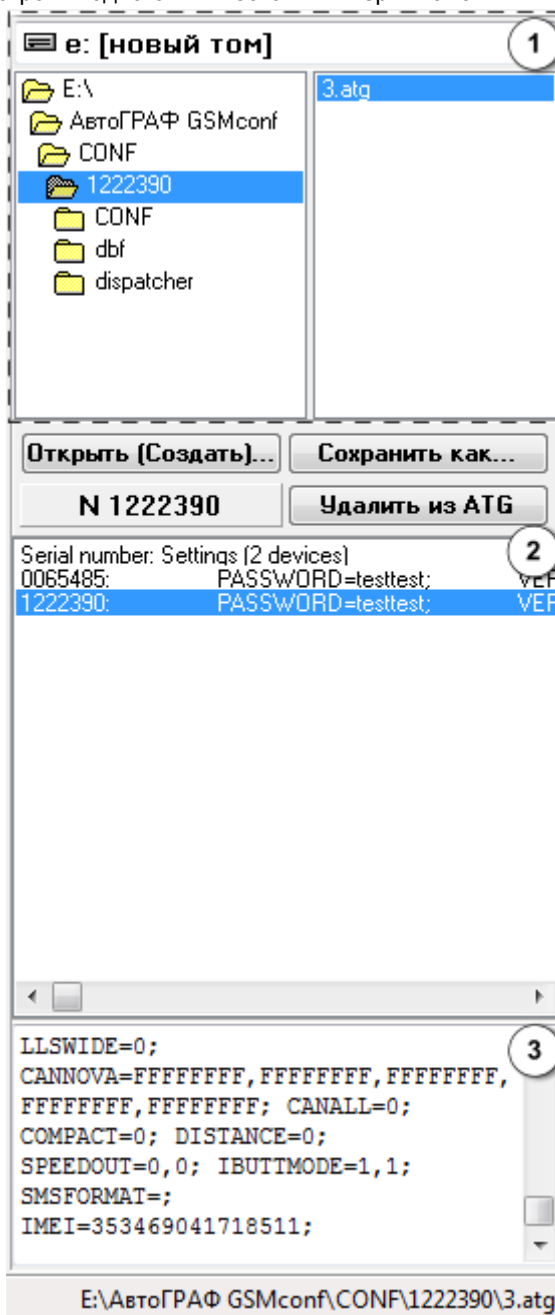 e: [новый том]
1
E:\
АвтоГРАФ GSMconf
CONF
1222390
CONF
dbf
dispatcher
3.atg
Открыть (Создать)... Сохранить как...
N 1222390 Удалить из ATG
2
Serial number: Settings (2 devices)
0065485: PASSWORD=testtest; VER
1222390: PASSWORD=testtest; VER
3
LLSWIDE=0;
CANNOVA=FFFFFFFF,FFFFFFFF,FFFFFFFF,
FFFFFFFF,FFFFFFFF; CANALL=0;
COMPACT=0; DISTANCE=0;
SPEEDOUT=0,0; IBUTTMODE=1,1;
SMSFORMAT=;
IMEI=353469041718511;
E:\АвтоГРАФ GSMconf\CONF\1222390\3.atg